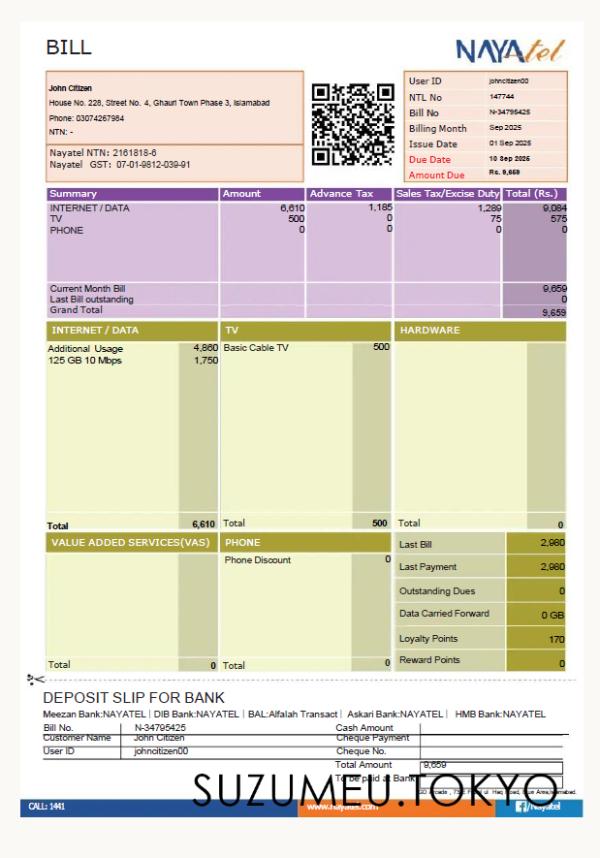 BILL
NAYAtel
John Citizen
House No. 228, Street No. 4, Ghauri Town Phase 3, Islamabad
Phone: 03074267984
NTN: -
Nayatel NTN: 2161818-6
Nayatel GST: 07-01-9812-039-91
User ID johncitizen00
NTL No 147744
Bill No N-34795425
Billing Month Sep 2025
Issue Date 01 Sep 2025
Due Date 10 Sep 2025
Amount Due Rs. 9,659
Summary Amount Advance Tax Sales Tax/Excise Duty Total (Rs.)
INTERNET / DATA 6,610 1,185 1,289 9,084
TV 500 0 75 575
PHONE 0 0 0 0
Current Month Bill 9,659
Last Bill outstanding 0
Grand Total 9,659
INTERNET / DATA TV HARDWARE
Additional Usage 4,860 Basic Cable TV 500
125 GB 10 Mbps 1,750
Total 6,610 Total 500 Total 0
VALUE ADDED SERVICES(VAS) PHONE
Phone Discount 0
Total 0 Total 0
Last Bill 2,980
Last Payment 2,980
Outstanding Dues 0
Data Carried Forward 0 GB
Loyalty Points 170
Reward Points 0
DEPOSIT SLIP FOR BANK
Meezan Bank:NAYATEL | DIB Bank:NAYATEL | BAL:Alfalah Transact | Askari Bank:NAYATEL | HMB Bank:NAYATEL
Bill No. N-34795425 Cash Amount
Customer Name John Citizen Cheque Payment
User ID johncitizen00 Cheque No.
Total Amount 9,659
To be paid at Bank
SUZUMEU.TOKYO
CALL: 1441 www.nayatel.com /Nayatel